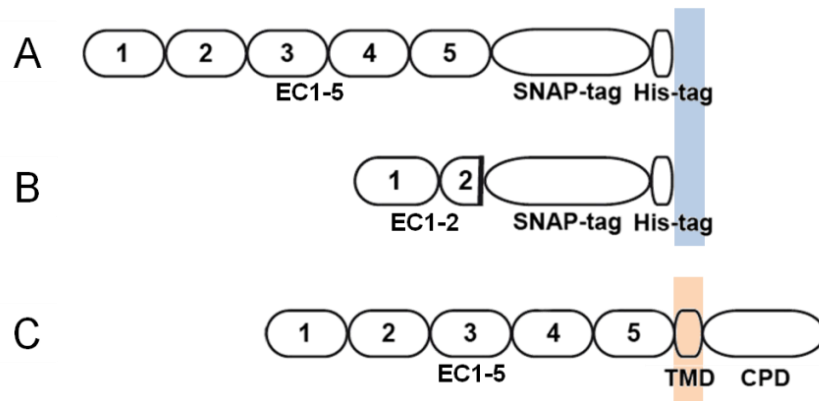 A 1 2 3 4 5
EC1-5 SNAP-tag His-tag
B 1 2
EC1-2 SNAP-tag His-tag
C 1 2 3 4 5
EC1-5 TMD CPD